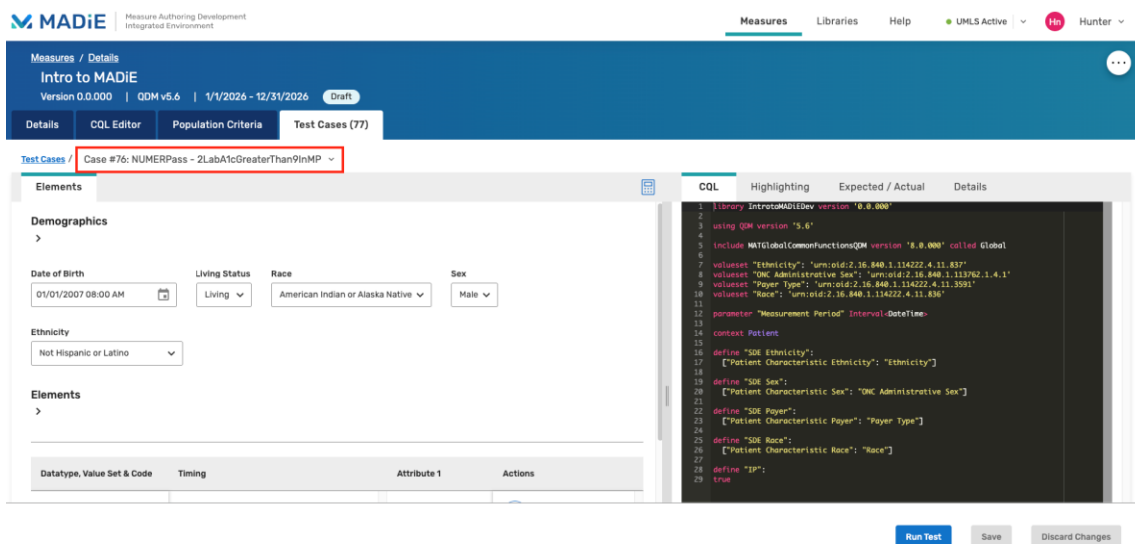 MADiE
Measure Authoring Development
Integrated Environment
Measures Libraries Help UMLS Active Hn Hunter
Measures / Details
Intro to MADiE
Version 0.0.000 | QDM v5.6 | 1/1/2026 - 12/31/2026 Draft
Details CQL Editor Population Criteria Test Cases (77)
Test Cases / Case #76: NUMERPass - 2LabA1cGreaterThan9InMP
Elements
Demographics
Date of Birth Living Status Race Sex
01/01/2007 08:00 AM Living American Indian or Alaska Native Male
Ethnicity
Not Hispanic or Latino
Elements
Datatype, Value Set & Code Timing Attribute 1 Actions
CQL Highlighting Expected / Actual Details
1 library IntrotoMADiEDev version '0.0.000'
2
3 using QDM version '5.6'
4
5 include MATGlobalCommonFunctionsQDM version '8.0.000' called Global
6
7 valueset "Ethnicity": 'urn:oid:2.16.840.1.114222.4.11.837'
8 valueset "ONC Administrative Sex": 'urn:oid:2.16.840.1.113762.1.4.1'
9 valueset "Payer Type": 'urn:oid:2.16.840.1.114222.4.11.3591'
10 valueset "Race": 'urn:oid:2.16.840.1.114222.4.11.836'
11
12 parameter "Measurement Period" Interval<DateTime>
13
14 context Patient
15
16 define "SDE Ethnicity":
17 ["Patient Characteristic Ethnicity": "Ethnicity"]
18
19 define "SDE Sex":
20 ["Patient Characteristic Sex": "ONC Administrative Sex"]
21
22 define "SDE Payer":
23 ["Patient Characteristic Payer": "Payer Type"]
24
25 define "SDE Race":
26 ["Patient Characteristic Race": "Race"]
27
28 define "IP":
29 true
Run Test Save Discard Changes